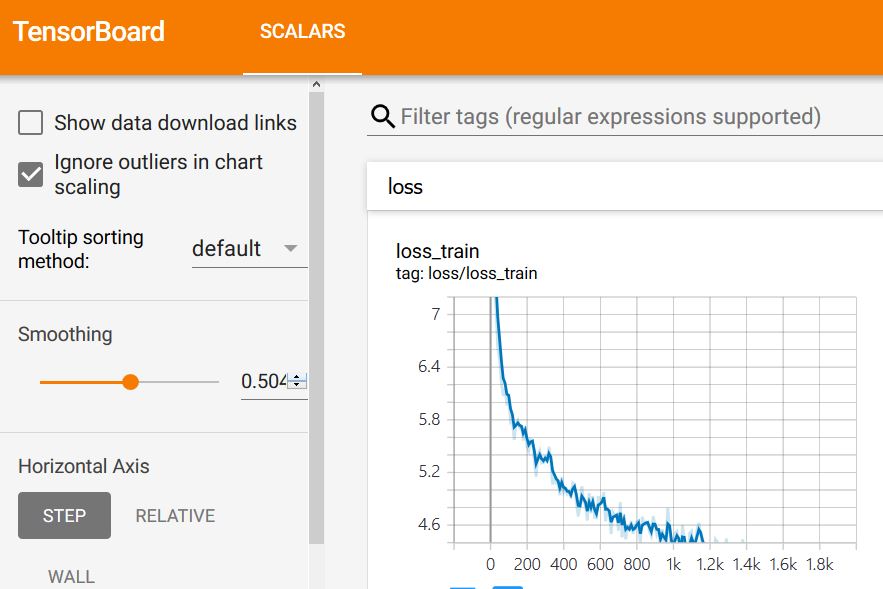 TensorBoard SCALARS
Show data download links
Ignore outliers in chart
scaling
Tooltip sorting
method:
default
Smoothing
0.504
Horizontal Axis
STEP RELATIVE
WALL
Filter tags (regular expressions supported)
loss
loss_train
tag: loss/loss_train
7
6.4
5.8
5.2
4.6
0 200 400 600 800 1k 1.2k 1.4k 1.6k 1.8k